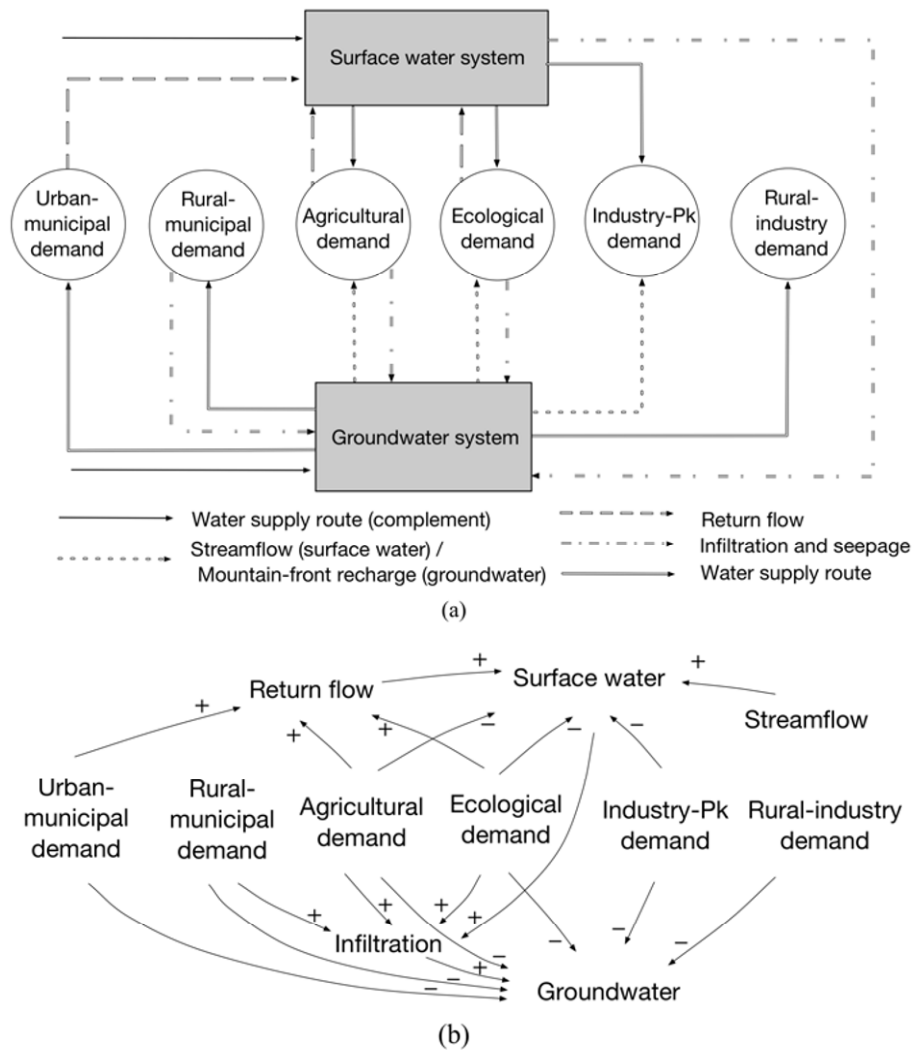 Surface water system
Urban-
municipal
demand
Rural-
municipal
demand
Agricultural
demand
Ecological
demand
Industry-Pk
demand
Rural-
industry
demand
Groundwater system
Water supply route (complement)
Streamflow (surface water) /
Mountain-front recharge (groundwater)
Return flow
Infiltration and seepage
Water supply route
(a)
+
Surface water
+
Return flow
Streamflow
+
+
+
−
−
−
Urban-
municipal
demand
Rural-
municipal
demand
Agricultural
demand
Ecological
demand
Industry-Pk
demand
Rural-industry
demand
+
+
+
+
Infiltration
−
−
−
−
+
−
−
Groundwater
(b)